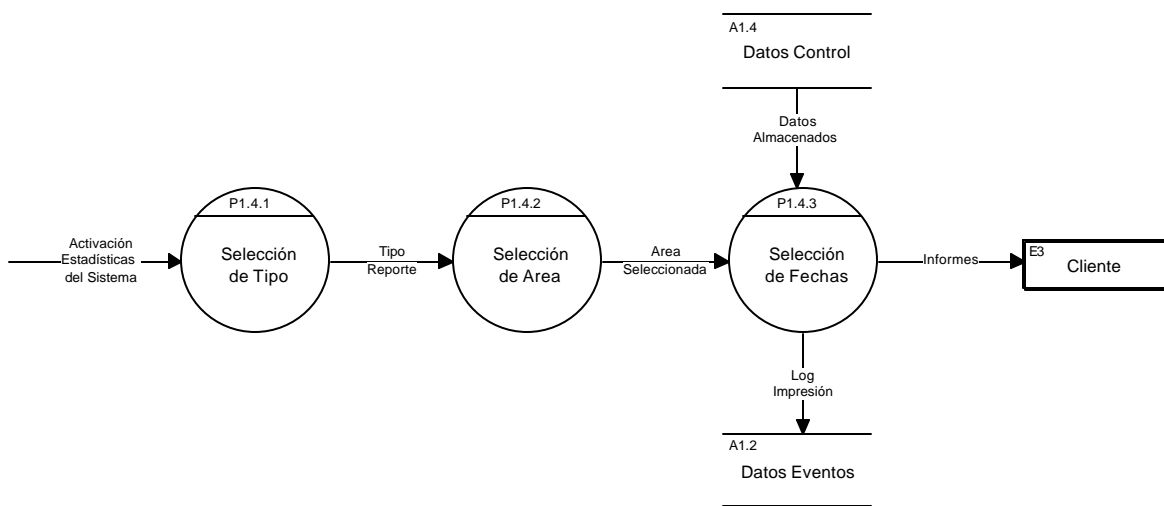 A1.4
Datos Control
Datos
Almacenados
P1.4.1
Selección
de Tipo
P1.4.2
Selección
de Area
P1.4.3
Selección
de Fechas
Activación
Estadísticas
del Sistema
Tipo
Reporte
Area
Seleccionada
Informes
E3
Cliente
Log
Impresión
A1.2
Datos Eventos